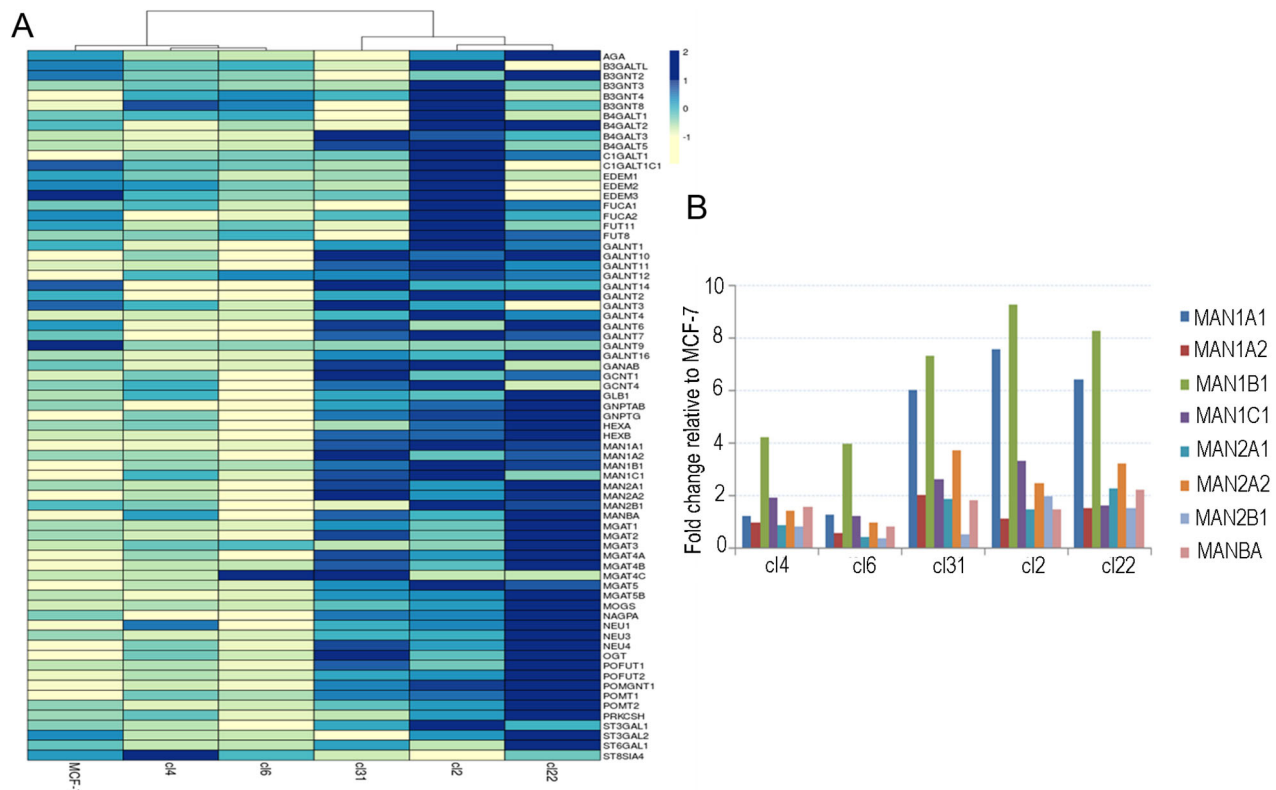 A
AGA
B3GALTL
B3GNT2
B3GNT3
B3GNT4
B3GNT8
B4GALT1
B4GALT2
B4GALT3
B4GALT5
C1GALT1
C1GALT1C1
EDEM1
EDEM2
EDEM3
FUCA1
FUCA2
FUT11
FUT8
GALNT1
GALNT10
GALNT11
GALNT12
GALNT14
GALNT2
GALNT3
GALNT4
GALNT6
GALNT7
GALNT9
GALNT16
GANAB
GCNT1
GCNT4
GLB1
GNPTAB
GNPTG
HEXA
HEXB
MAN1A1
MAN1A2
MAN1B1
MAN1C1
MAN2A1
MAN2A2
MAN2B1
MANBA
MGAT1
MGAT2
MGAT3
MGAT4A
MGAT4B
MGAT4C
MGAT5
MGAT5B
MOGS
NAGPA
NEU1
NEU3
NEU4
OGT
POFUT1
POFUT2
POMGNT1
POMT1
POMT2
PRKCSH
ST3GAL1
ST3GAL2
ST6GAL1
ST8SIA4
MCF-
cl4
cl6
cl31
cl2
cl22
2
1
0
-1
B
Fold change relative to MCF-7
10
8
6
4
2
0
cl4
cl6
cl31
cl2
cl22
MAN1A1
MAN1A2
MAN1B1
MAN1C1
MAN2A1
MAN2A2
MAN2B1
MANBA